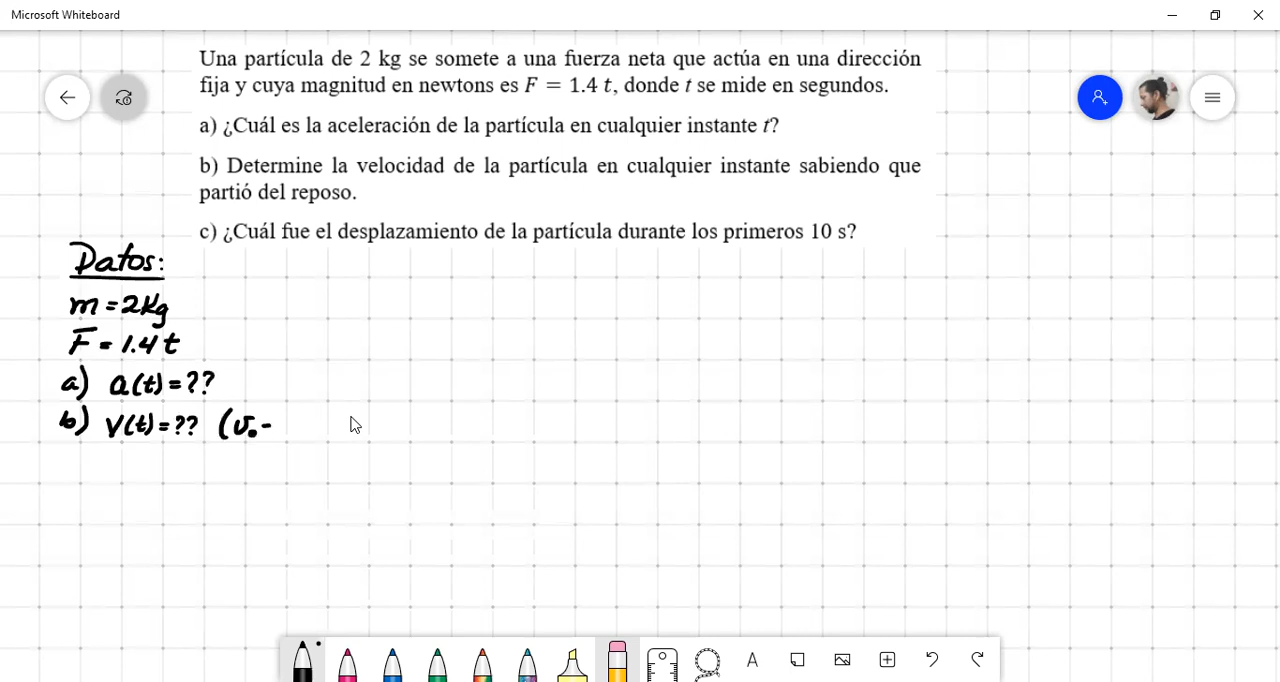 Microsoft Whiteboard
Una partícula de 2 kg se somete a una fuerza neta que actúa en una dirección
fija y cuya magnitud en newtons es F = 1.4 t, donde t se mide en segundos.
a) ¿Cuál es la aceleración de la partícula en cualquier instante t?
b) Determine la velocidad de la partícula en cualquier instante sabiendo que
partió del reposo.
c) ¿Cuál fue el desplazamiento de la partícula durante los primeros 10 s?
Datos:
m = 2Kg
F = 1.4 t
a) a(t) = ??
b) V(t) = ?? (v₀ -
A